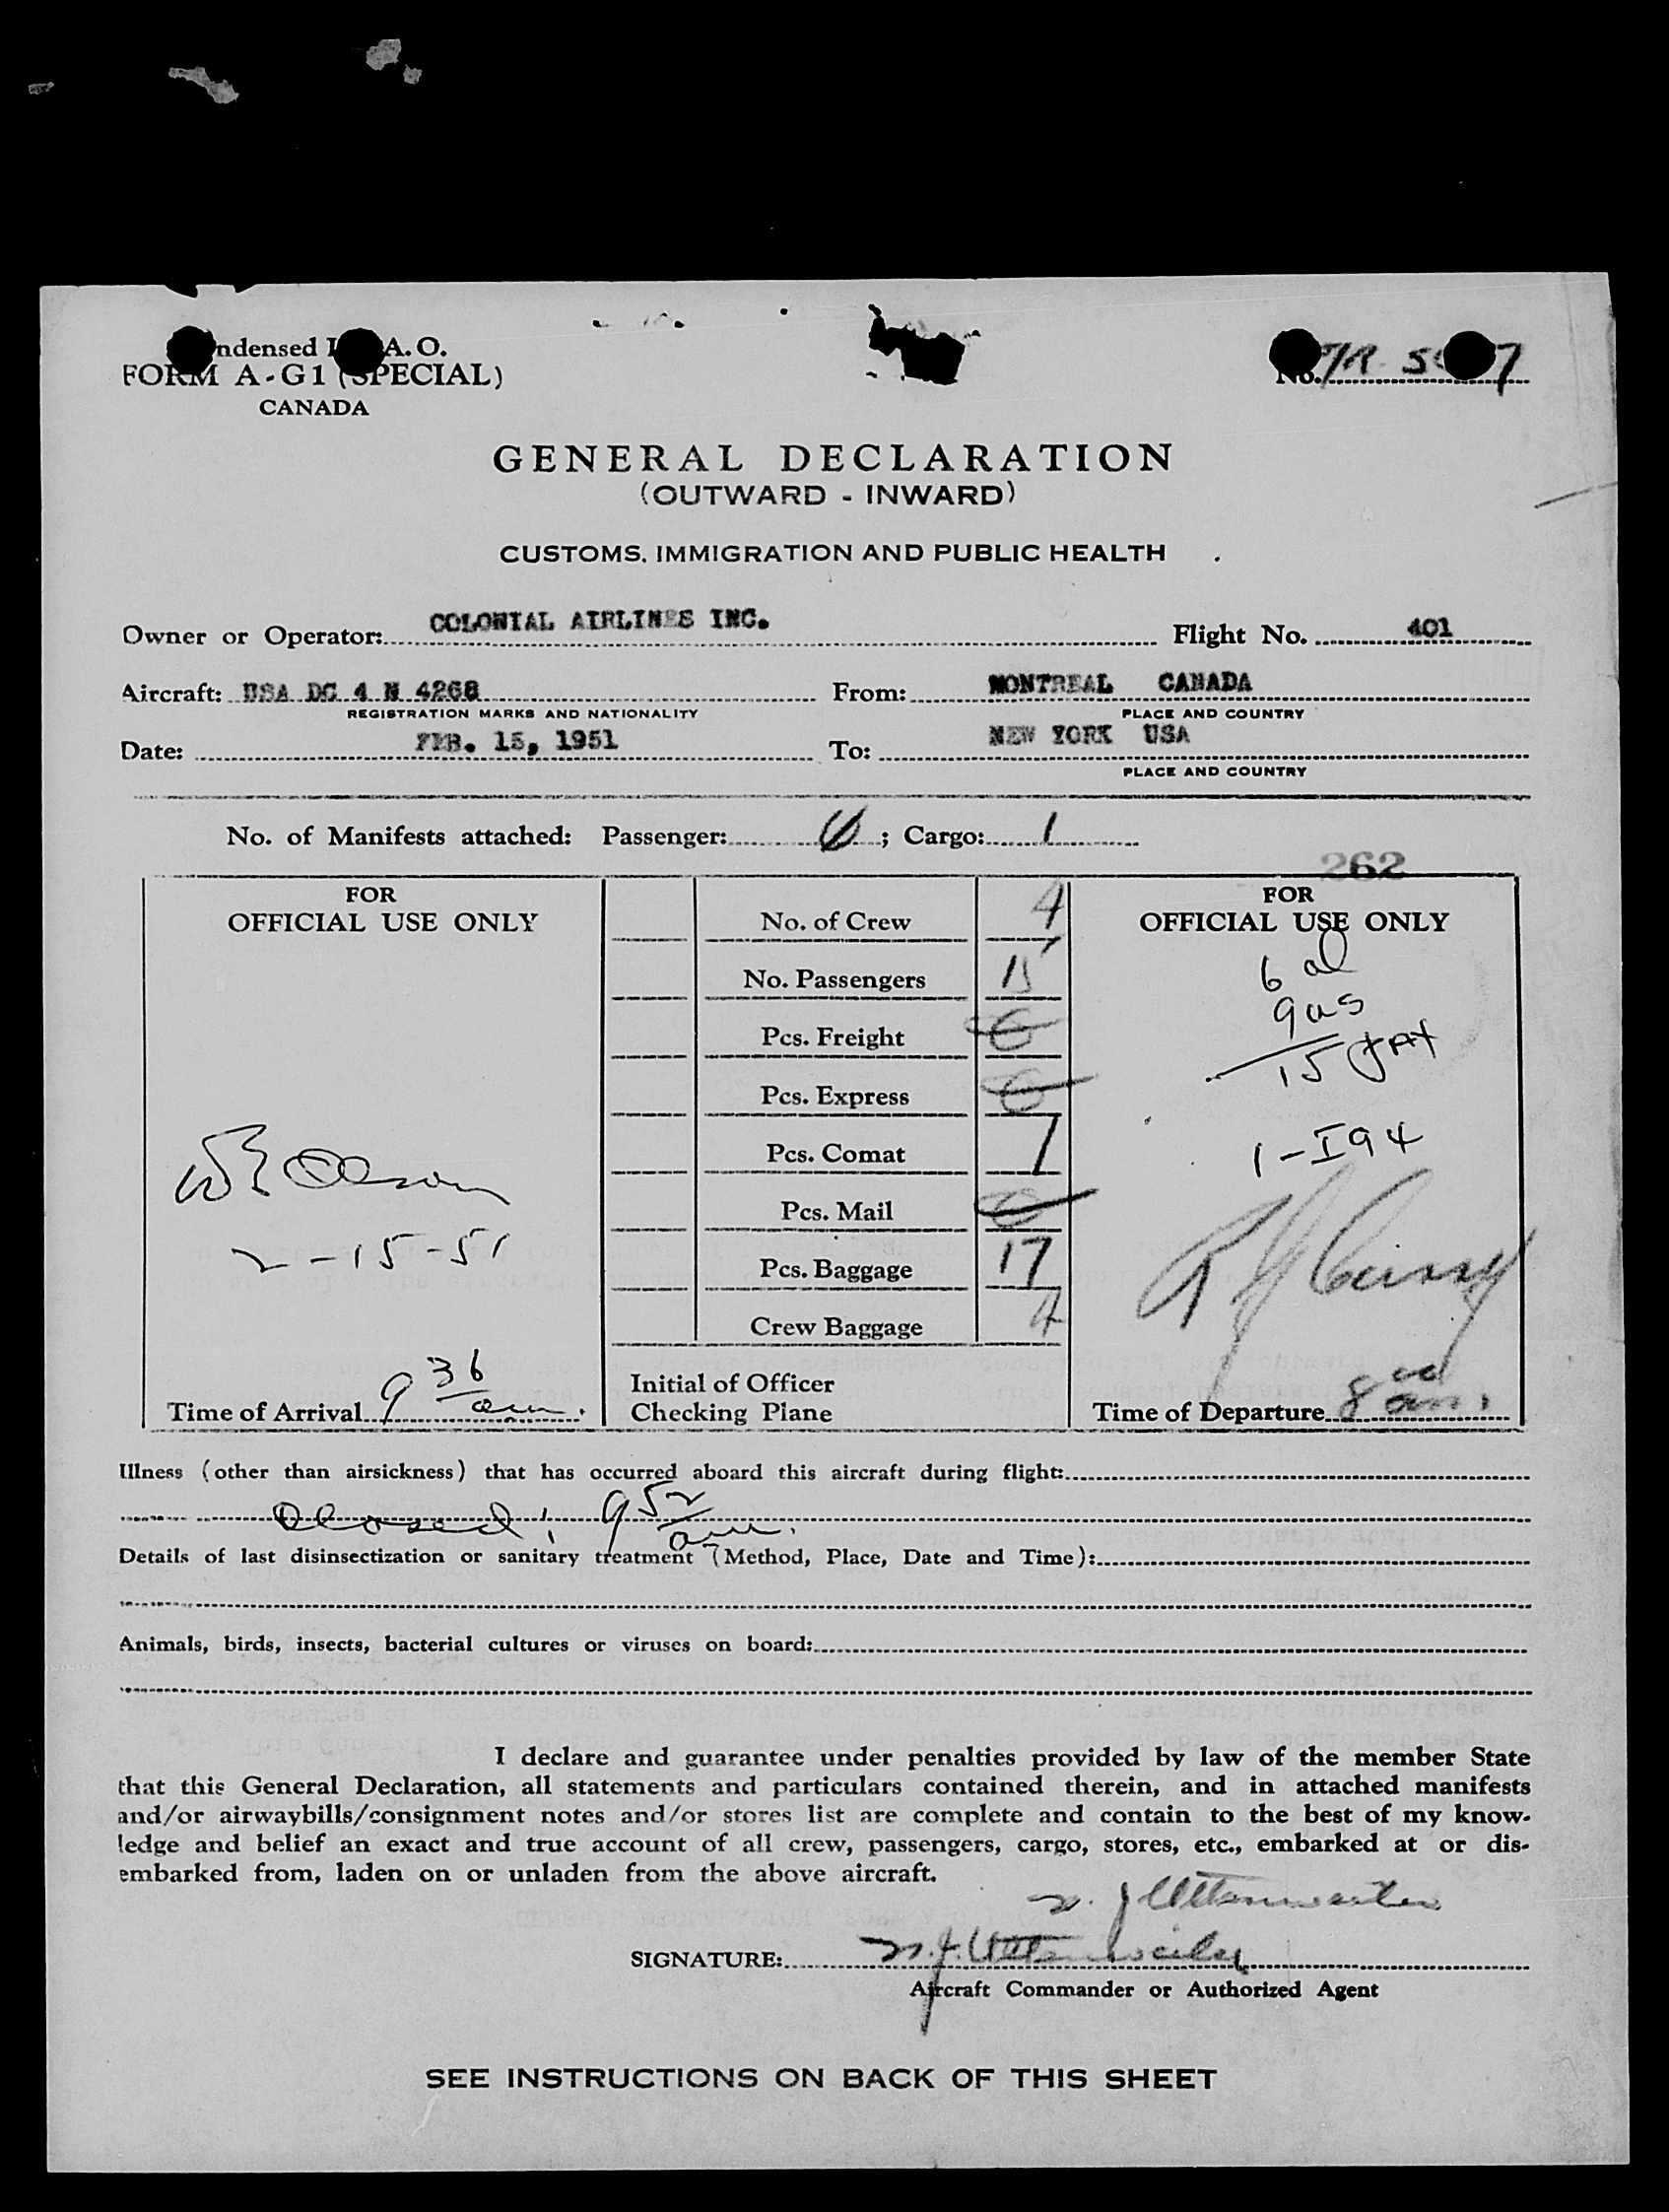 ndensed I A. O.
FORM A-G1 (SPECIAL)
CANADA
No.
GENERAL DECLARATION
(OUTWARD - INWARD)
CUSTOMS, IMMIGRATION AND PUBLIC HEALTH
Owner or Operator: COLONIAL AIRLINES INC. Flight No. 401
Aircraft: USA DC 4 N 4268 From: MONTREAL CANADA
REGISTRATION MARKS AND NATIONALITY PLACE AND COUNTRY
Date: FEB. 15, 1951 To: NEW YORK USA
PLACE AND COUNTRY
No. of Manifests attached: Passenger: ; Cargo: 1
262
FOR
OFFICIAL USE ONLY
W E Olson
2-15-51
Time of Arrival 9 36 am.
No. of Crew 4
No. Passengers 15
Pcs. Freight 0
Pcs. Express 0
Pcs. Comat 7
Pcs. Mail 0
Pcs. Baggage 17
Crew Baggage 4
Initial of Officer
Checking Plane
FOR
OFFICIAL USE ONLY
6 al
9 us
15
1-I94
Time of Departure 8 am.
Illness (other than airsickness) that has occurred aboard this aircraft during flight:
Closed: 9 52 am.
Details of last disinsectization or sanitary treatment (Method, Place, Date and Time):
Animals, birds, insects, bacterial cultures or viruses on board:
I declare and guarantee under penalties provided by law of the member State
that this General Declaration, all statements and particulars contained therein, and in attached manifests
and/or airwaybills/consignment notes and/or stores list are complete and contain to the best of my know-
ledge and belief an exact and true account of all crew, passengers, cargo, stores, etc., embarked at or dis-
embarked from, laden on or unladen from the above aircraft.
SIGNATURE:
Aircraft Commander or Authorized Agent
SEE INSTRUCTIONS ON BACK OF THIS SHEET